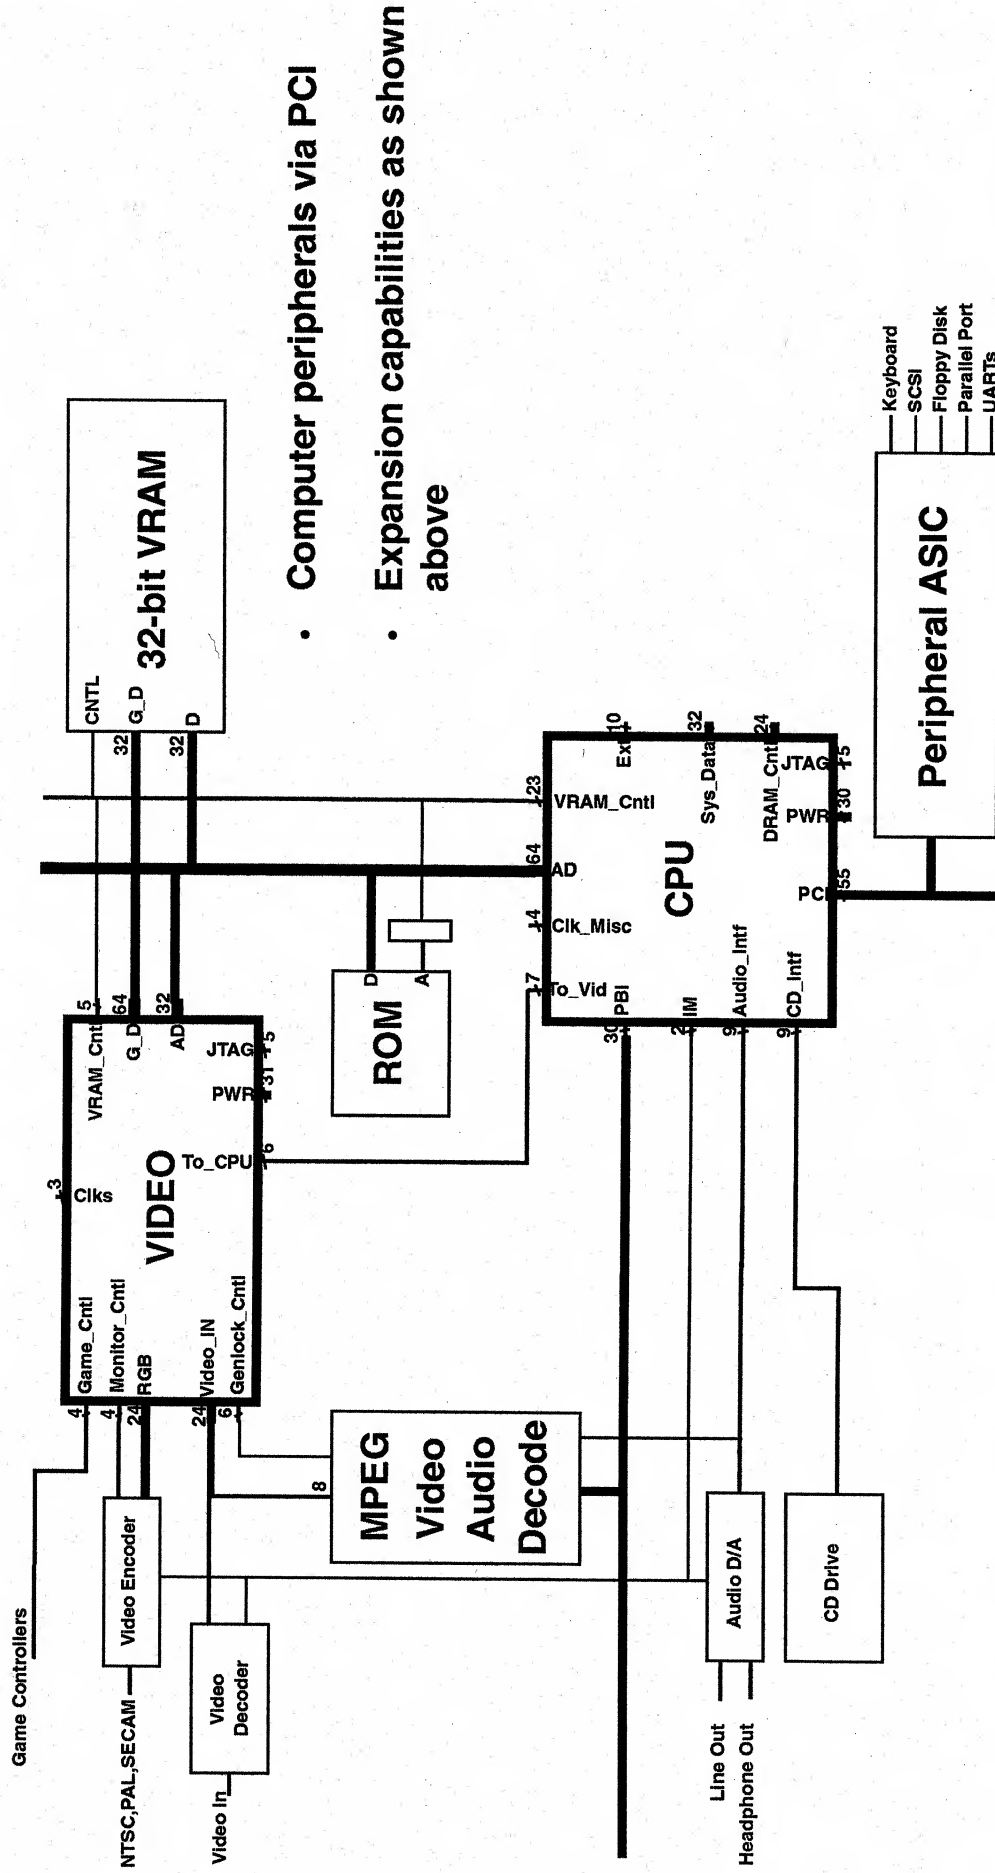 Game Controllers
NTSC,PAL,SECAM
Video In
Video Encoder
Video
Decoder
4
Game_Cntl
4
Monitor_Cntl
24
RGB
24
Video_IN
6
Genlock_Cntl
3
Clks
VIDEO
To_CPU
6
PWR
31
JTAG
5
VRAM_Cntl
5
G_D
64
AD
32
CNTL
32
G_D
32
D
32-bit VRAM
8
MPEG
Video
Audio
Decode
ROM
D
A
• Computer peripherals via PCI
• Expansion capabilities as shown
above
7
To_Vid
4
Clk_Misc
64
AD
23
VRAM_Cntl
30
PBI
2
IM
9
Audio_Intf
9
CD_Intf
CPU
Ext
10
Sys_Data
32
DRAM_Cntl
24
JTAG
5
PWR
30
PCI
55
Line Out
Headphone Out
Audio D/A
CD Drive
Peripheral ASIC
Keyboard
SCSI
Floppy Disk
Parallel Port
UARTs